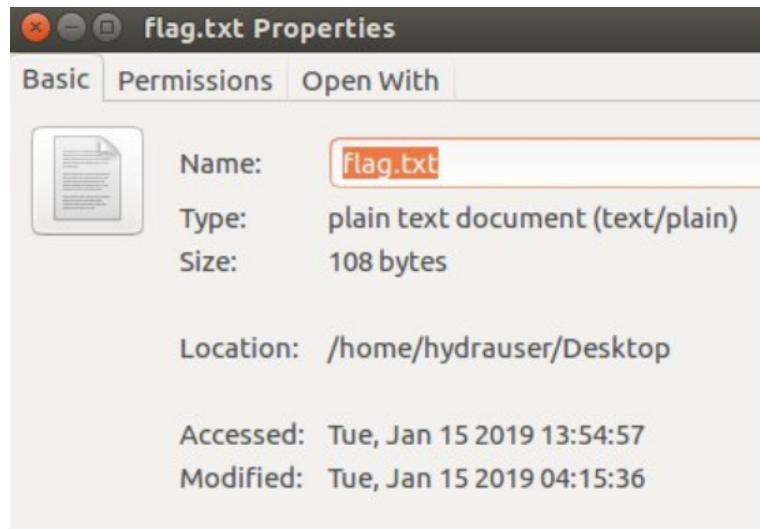 flag.txt Properties
Basic Permissions Open With
Name: flag.txt
Type: plain text document (text/plain)
Size: 108 bytes
Location: /home/hydrauser/Desktop
Accessed: Tue, Jan 15 2019 13:54:57
Modified: Tue, Jan 15 2019 04:15:36